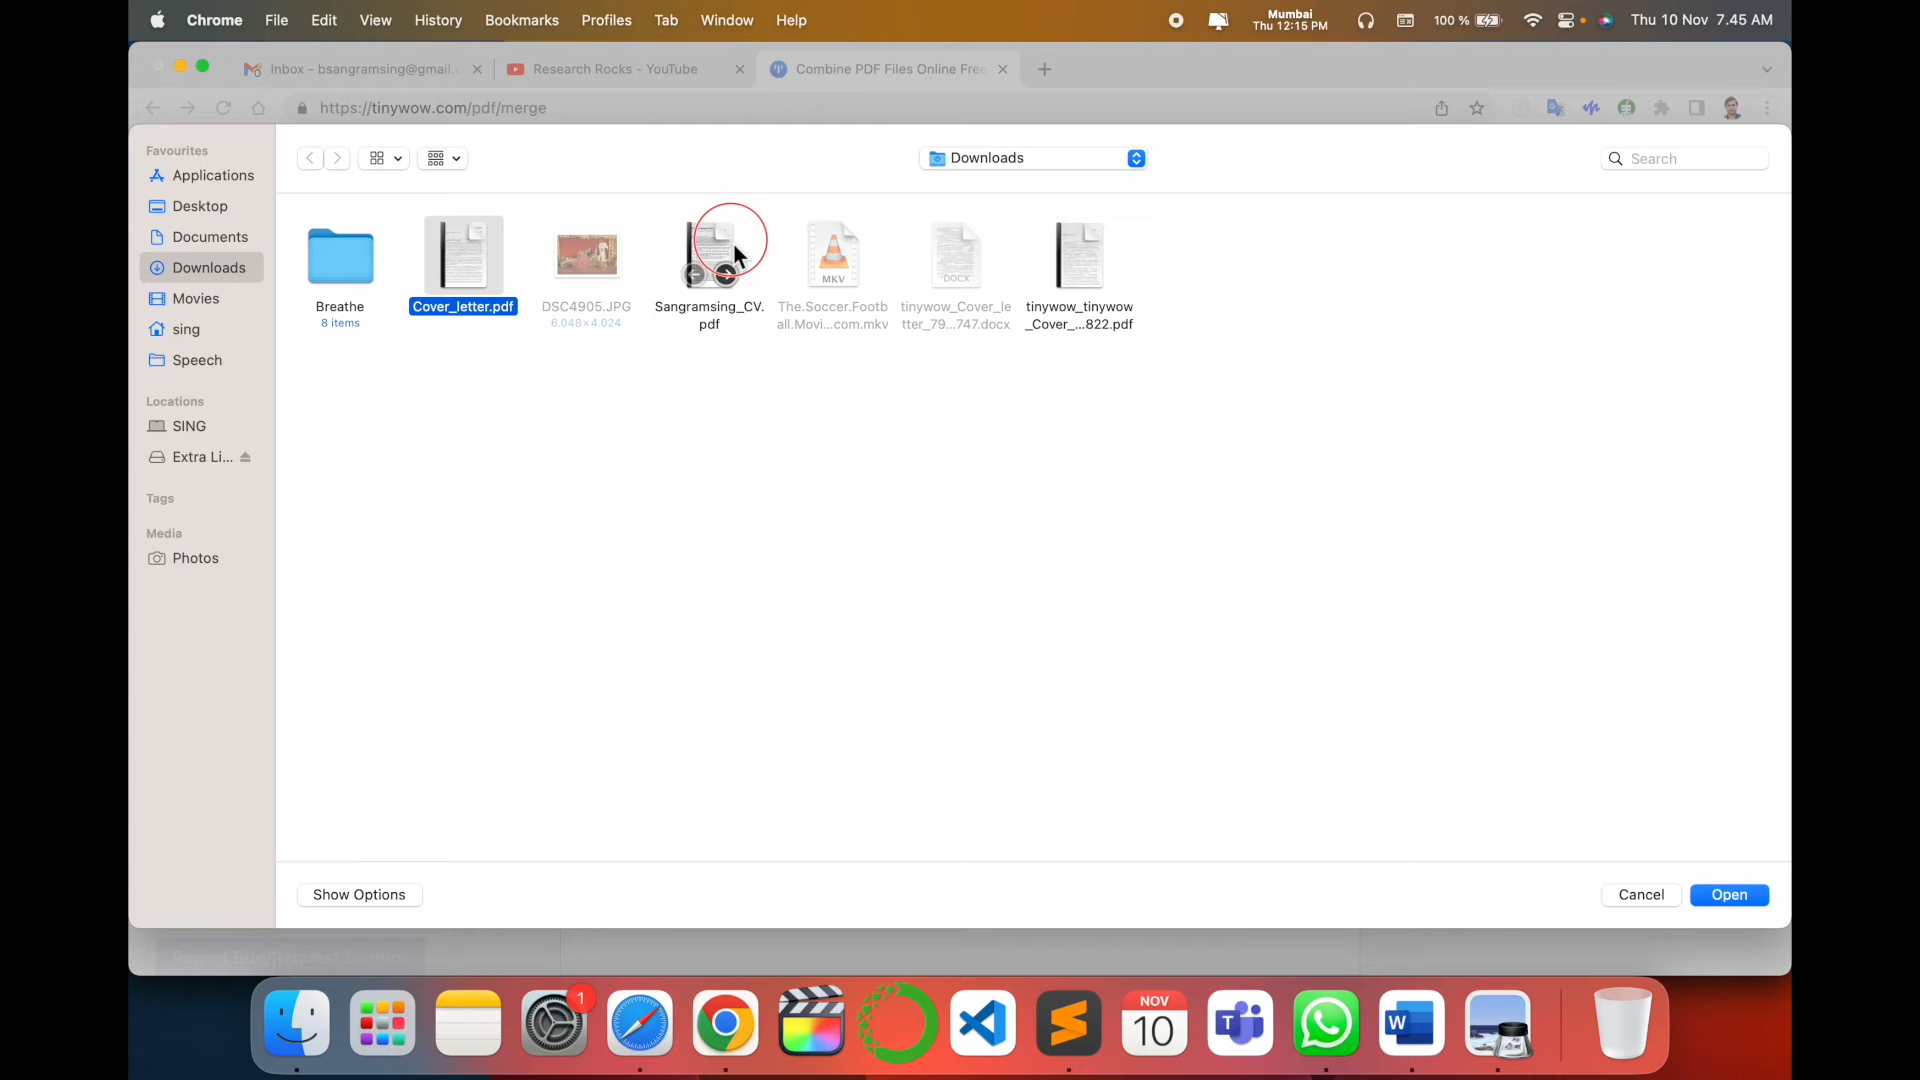 Chrome File Edit View History Bookmarks Profiles Tab Window Help
Mumbai
Thu 12:15 PM
100 %
Thu 10 Nov 7.45 AM
Inbox - bsangramsing@gmail.
Research Rocks - YouTube
Combine PDF Files Online Free
https://tinywow.com/pdf/merge
Favourites
Applications
Desktop
Documents
Downloads
Movies
sing
Speech
Locations
SING
Extra Li...
Tags
Media
Photos
Downloads
Search
Breathe
8 items
Cover_letter.pdf
DSC4905.JPG
6.048×4.024
Sangramsing_CV.
pdf
MKV
The.Soccer.Footb
all.Movi...com.mkv
DOCX
tinywow_Cover_le
tter_79...747.docx
tinywow_tinywow
_Cover_...822.pdf
Show Options
Cancel
Open
1
NOV
10
T
W